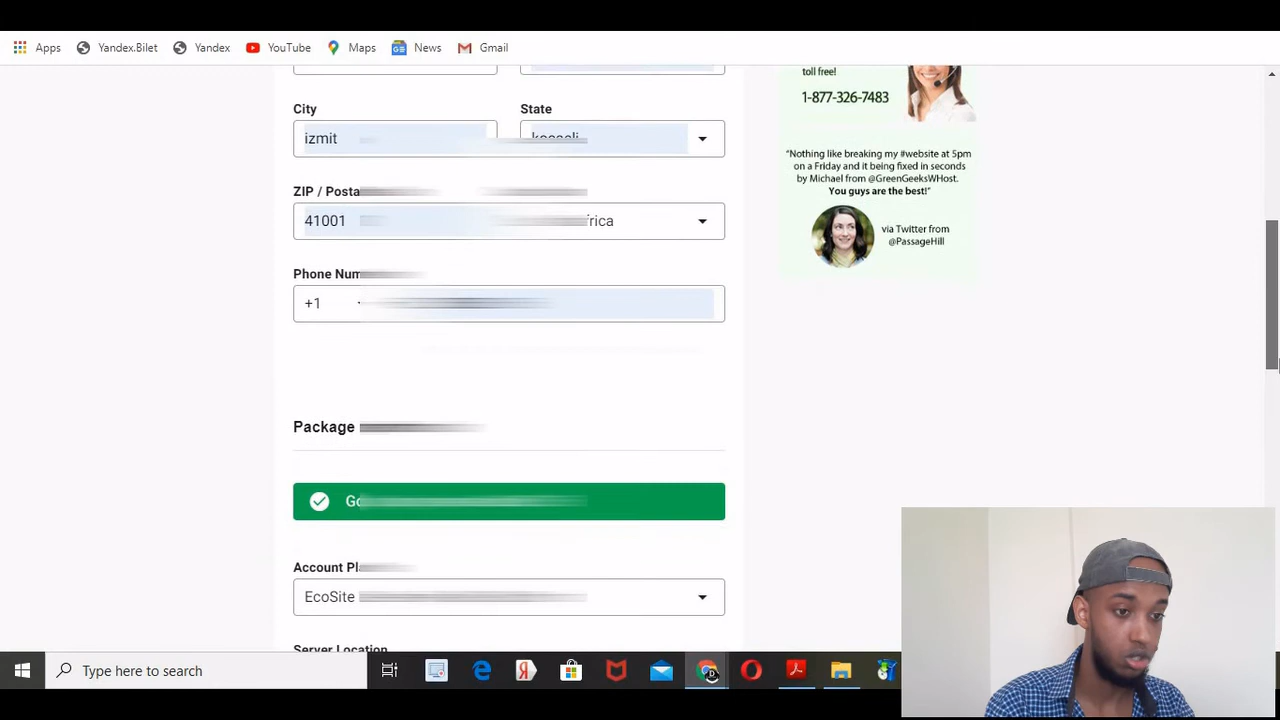 Apps Yandex.Bilet Yandex YouTube Maps News Gmail
toll free!
1-877-326-7483
City State
izmit kocaeli
"Nothing like breaking my #website at 5pm
on a Friday and it being fixed in seconds
by Michael from @GreenGeeksWHost.
You guys are the best!"
via Twitter from
@PassageHill
ZIP / Posta
41001 rica
Phone Num
+1
Package
Go
Account Pl
EcoSite
Server Location
Type here to search